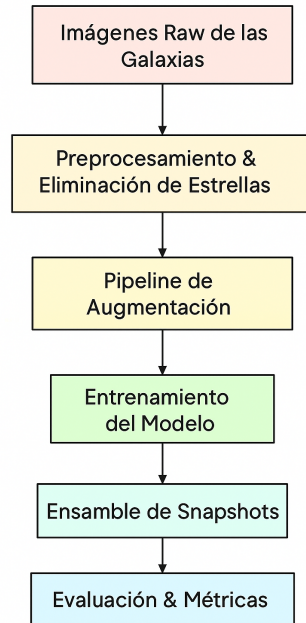 Imágenes Raw de las
Galaxias
Preprocesamiento &
Eliminación de Estrellas
Pipeline de
Augmentación
Entrenamiento
del Modelo
Ensamble de Snapshots
Evaluación & Métricas